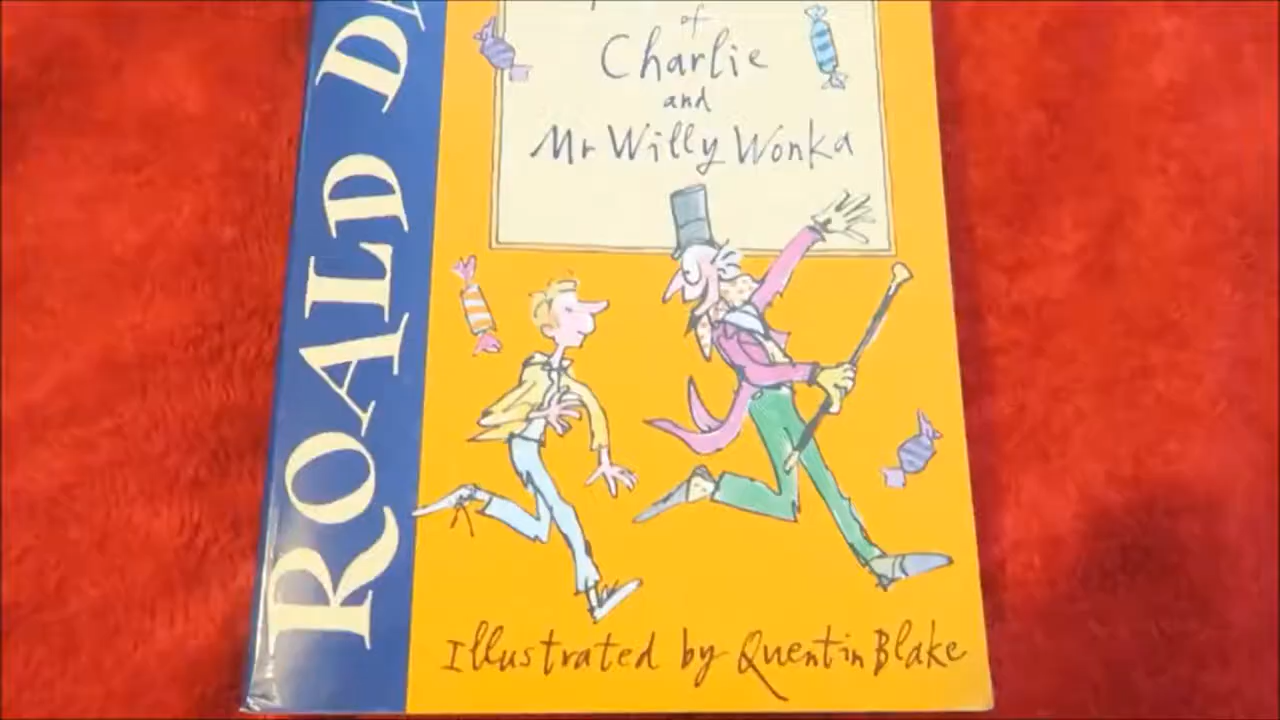 ROALD
of
Charlie
and
Mr Willy Wonka
Illustrated by Quentin Blake